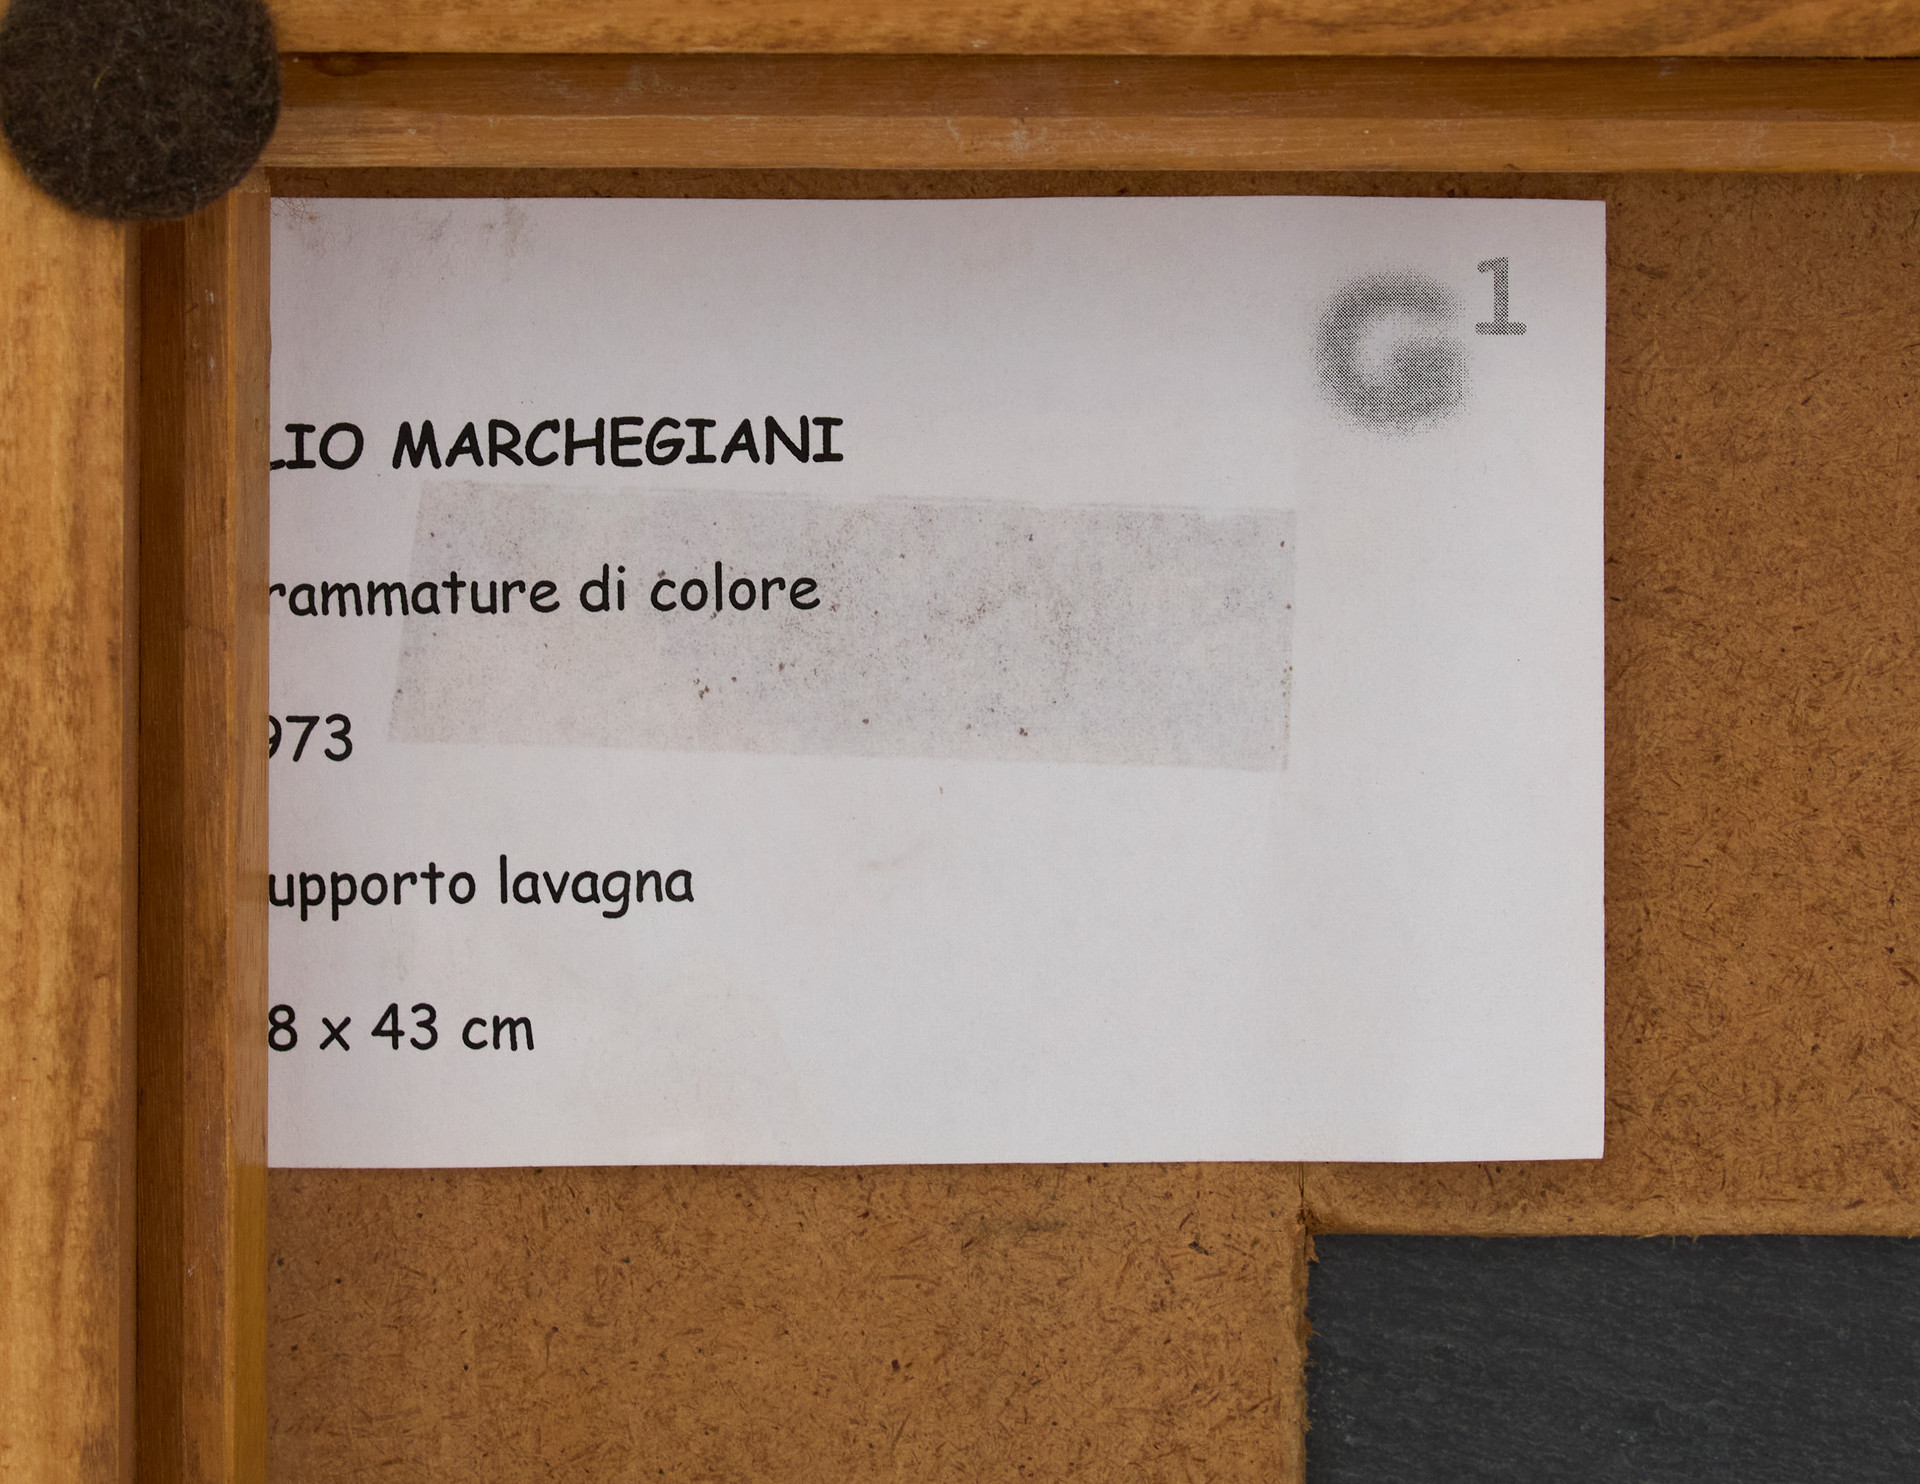 G1
LIO MARCHEGIANI
rammature di colore
973
upporto lavagna
8 x 43 cm